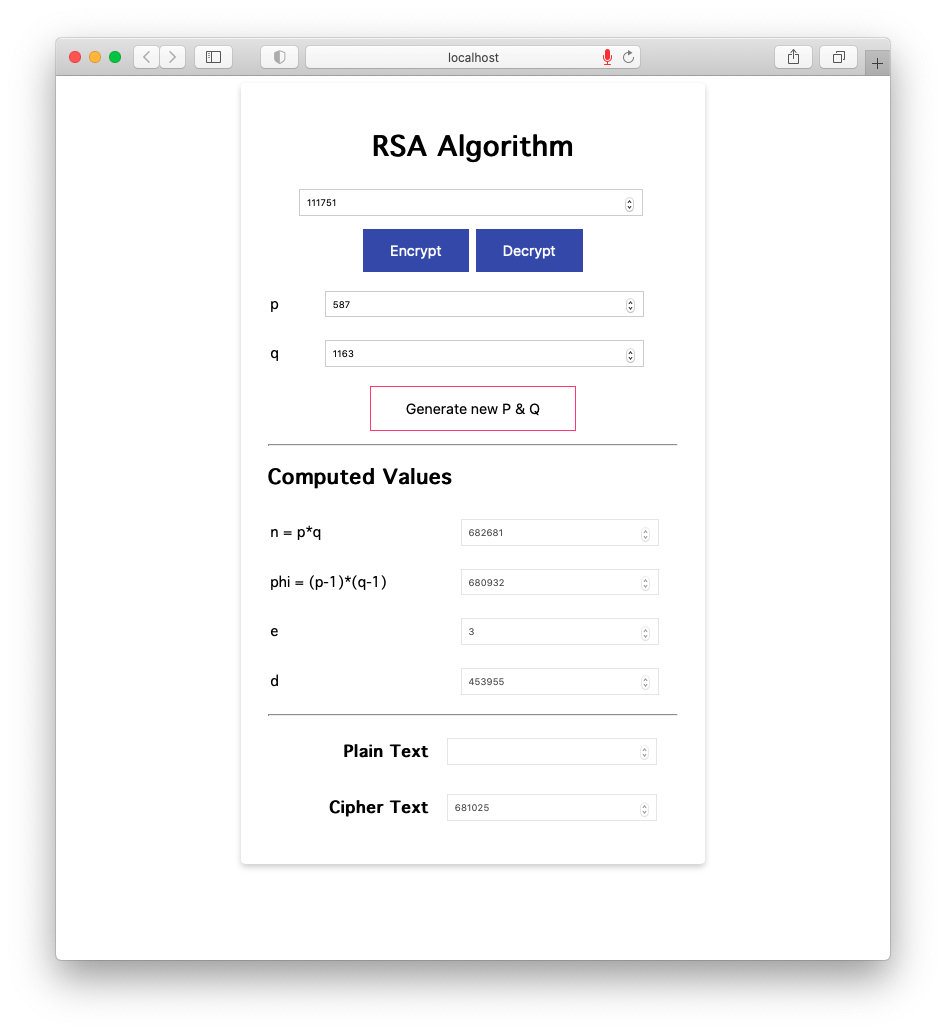 localhost
RSA Algorithm
111751
Encrypt Decrypt
p 587
q 1163
Generate new P & Q
Computed Values
n = p*q 682681
phi = (p-1)*(q-1) 680932
e 3
d 453955
Plain Text
Cipher Text 681025